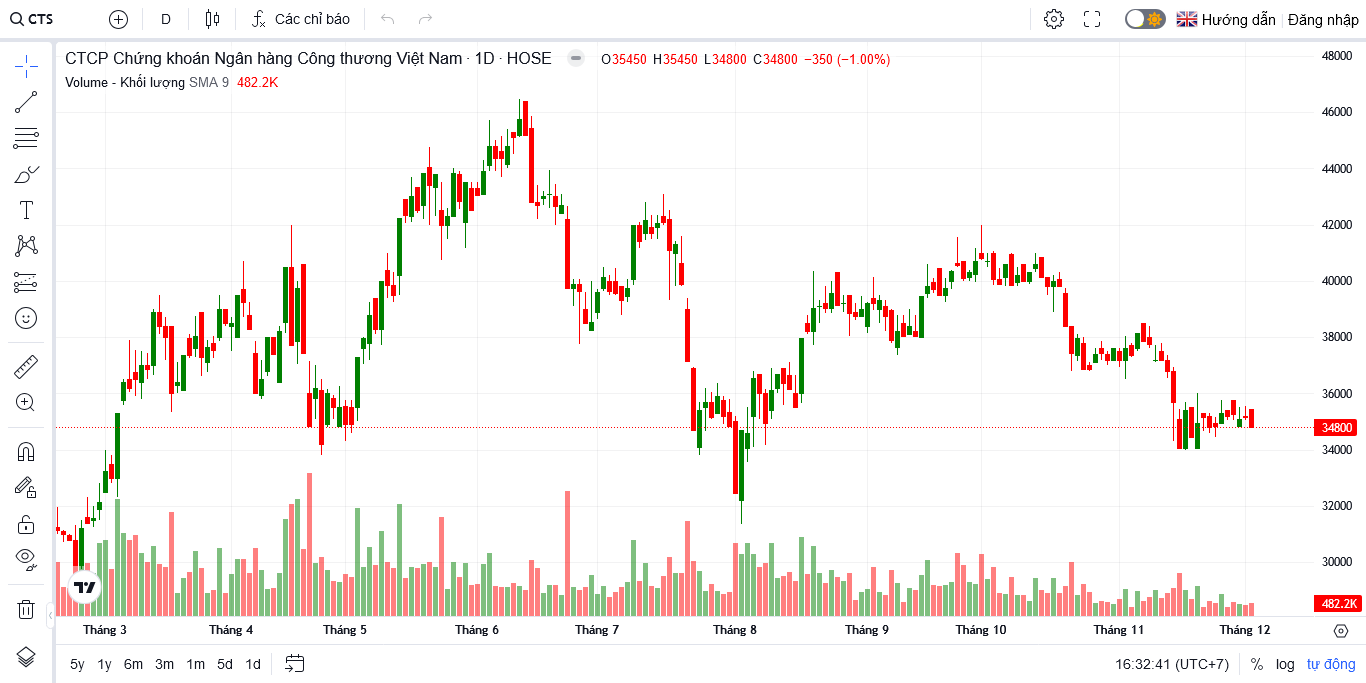 CTS D Các chỉ báo Hướng dẫn Đăng nhập
CTCP Chứng khoán Ngân hàng Công thương Việt Nam · 1D · HOSE O35450 H35450 L34800 C34800 −350 (−1.00%)
Volume - Khối lượng SMA 9 482.2K
48000
46000
44000
42000
40000
38000
36000
34800
34000
32000
30000
482.2K
Tháng 3 Tháng 4 Tháng 5 Tháng 6 Tháng 7 Tháng 8 Tháng 9 Tháng 10 Tháng 11 Tháng 12
5y 1y 6m 3m 1m 5d 1d 16:32:41 (UTC+7) % log tự động